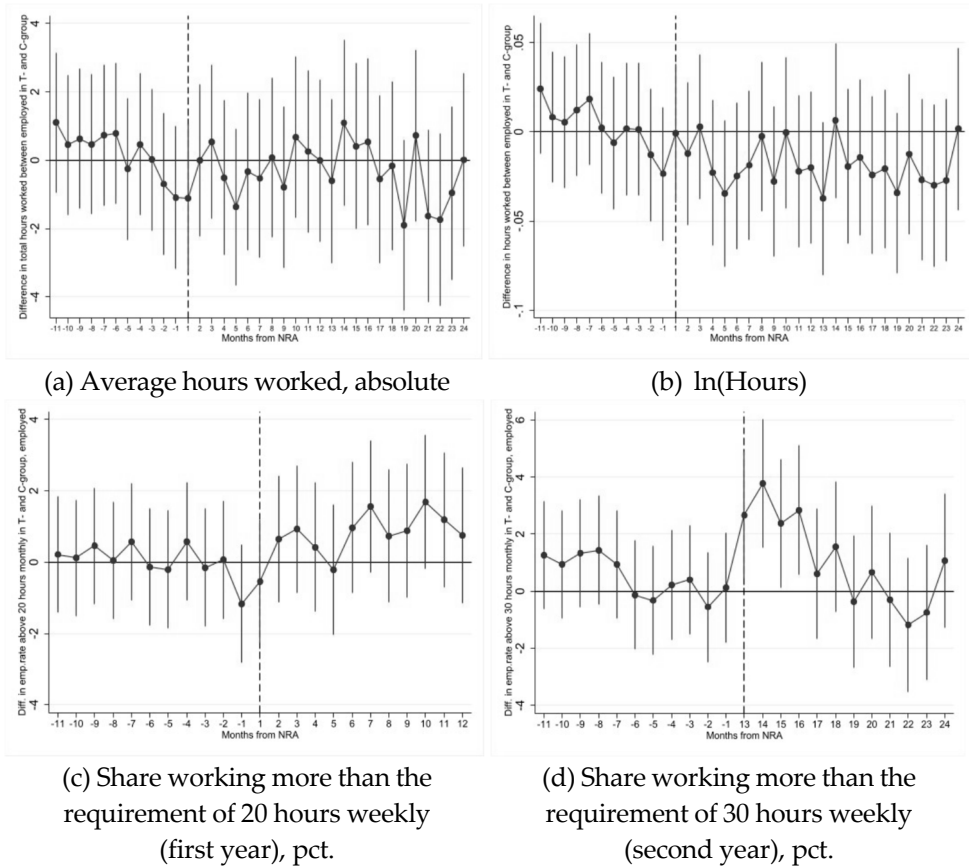 Difference in total hours worked between employed in T- and C-group
4
2
0
-2
-4
-11 -10 -9 -8 -7 -6 -5 -4 -3 -2 -1 1 2 3 4 5 6 7 8 9 10 11 12 13 14 15 16 17 18 19 20 21 22 23 24
Months from NRA
(a) Average hours worked, absolute
Difference in hours worked between employed in T- and C-group
.05
0
-.05
-.1
-11 -10 -9 -8 -7 -6 -5 -4 -3 -2 -1 1 2 3 4 5 6 7 8 9 10 11 12 13 14 15 16 17 18 19 20 21 22 23 24
Months from NRA
(b) ln(Hours)
Diff. in emp.rate above 20 hours monthly in T- and C-group, employed
4
2
0
-2
-4
-11 -10 -9 -8 -7 -6 -5 -4 -3 -2 -1 1 2 3 4 5 6 7 8 9 10 11 12
Months from NRA
(c) Share working more than the
requirement of 20 hours weekly
(first year), pct.
Diff. in emp.rate above 30 hours monthly in T- and C-group, employed
6
4
2
0
-2
-4
-11 -10 -9 -8 -7 -6 -5 -4 -3 -2 -1 13 14 15 16 17 18 19 20 21 22 23 24
Months from NRA
(d) Share working more than the
requirement of 30 hours weekly
(second year), pct.